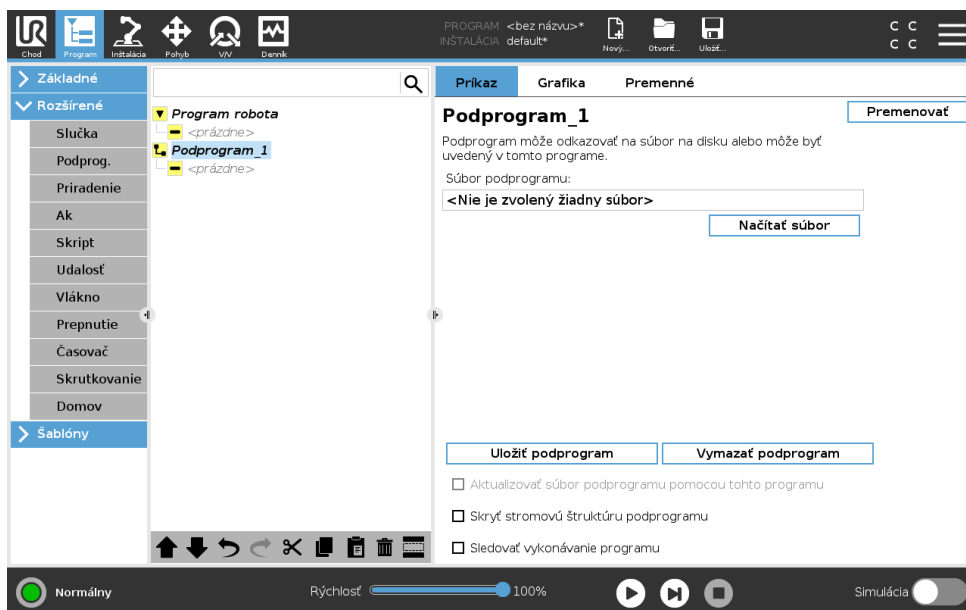 PROGRAM <bez názvu>*
INŠTALÁCIA default*
Chod Program Inštalácia Pohyb V/V Denník Nový... Otvoriť... Uložiť...
C C
C C
Základné
Rozšírené
Slučka
Podprog.
Priradenie
Ak
Skript
Udalosť
Vlákno
Prepnutie
Časovač
Skrutkovanie
Domov
Šablóny
Program robota
<prázdne>
Podprogram_1
<prázdne>
Príkaz Grafika Premenné
Podprogram_1 Premenovať
Podprogram môže odkazovať na súbor na disku alebo môže byť
uvedený v tomto programe.
Súbor podprogramu:
<Nie je zvolený žiadny súbor>
Načítať súbor
Uložiť podprogram Vymazať podprogram
Aktualizovať súbor podprogramu pomocou tohto programu
Skryť stromovú štruktúru podprogramu
Sledovať vykonávanie programu
Normálny Rýchlosť 100% Simulácia